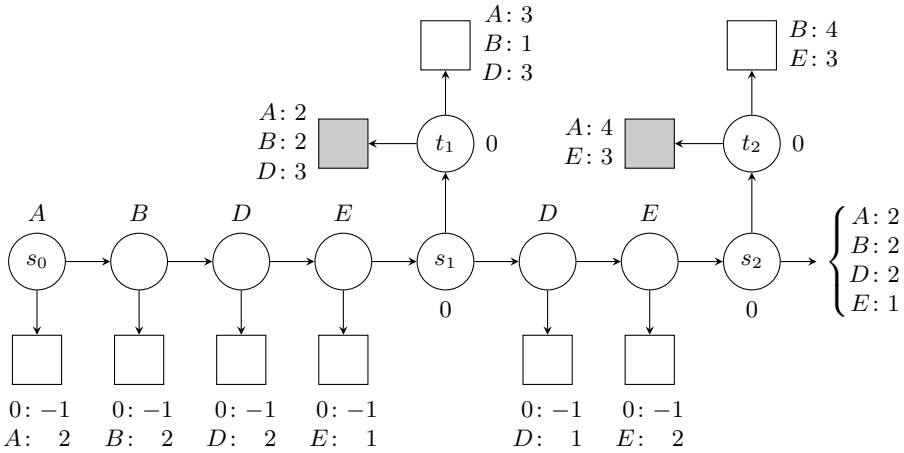 A: 3
B: 1
D: 3
B: 4
E: 3
A: 2
B: 2
D: 3
t₁ 0
A: 4
E: 3
t₂ 0
A B D E D E
s₀ s₁ s₂
A: 2
B: 2
D: 2
E: 1
0 0
0: −1 0: −1 0: −1 0: −1 0: −1 0: −1
A: 2 B: 2 D: 2 E: 1 D: 1 E: 2